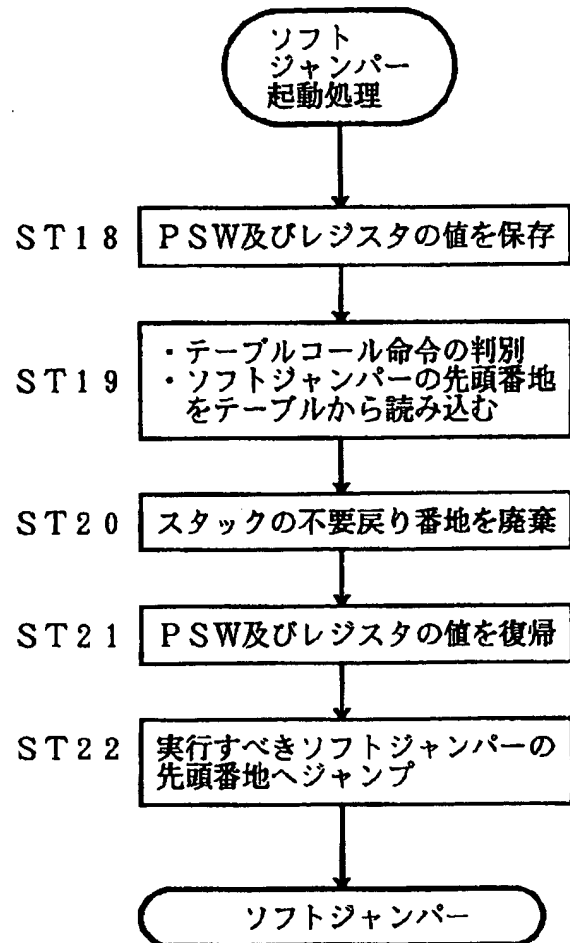 ソフト
ジャンパー
起動処理
ST18 PSW及びレジスタの値を保存
・テーブルコール命令の判別
ST19 ・ソフトジャンパーの先頭番地
をテーブルから読み込む
ST20 スタックの不要戻り番地を廃棄
ST21 PSW及びレジスタの値を復帰
ST22 実行すべきソフトジャンパーの
先頭番地へジャンプ
ソフトジャンパー